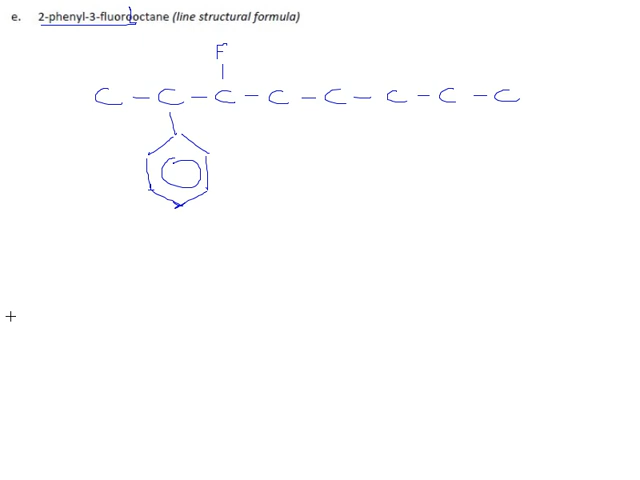 e. 2-phenyl-3-fluorooctane (line structural formula)
F
C - C - C - C - C - C - C - C